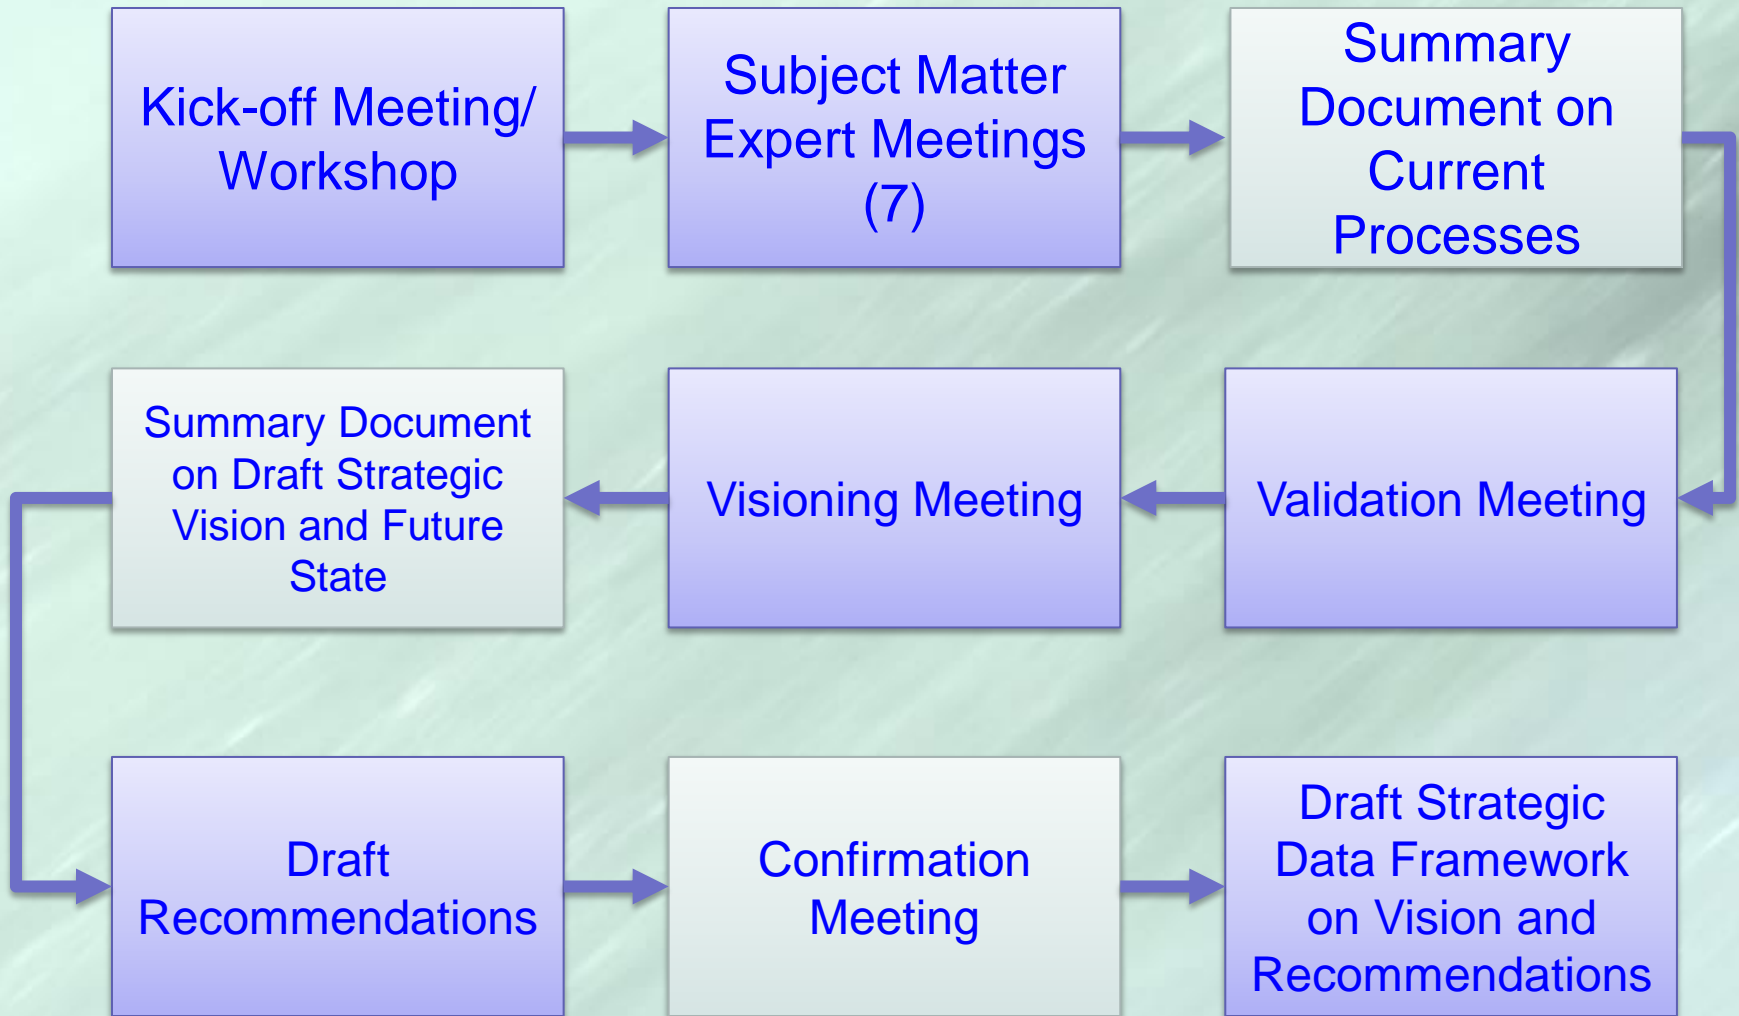 Kick-off Meeting/
Workshop
Subject Matter
Expert Meetings
(7)
Summary
Document on
Current
Processes
Validation Meeting
Visioning Meeting
Summary Document
on Draft Strategic
Vision and Future
State
Draft
Recommendations
Confirmation
Meeting
Draft Strategic
Data Framework
on Vision and
Recommendations